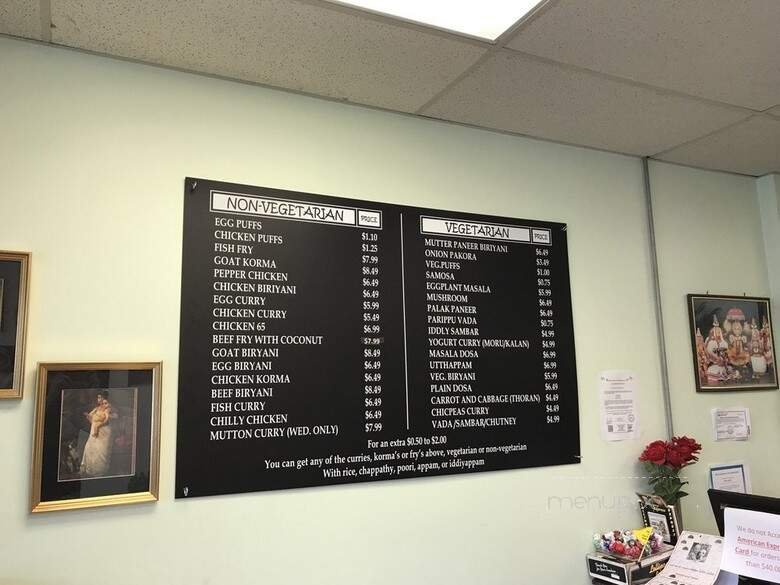 NON-VEGETARIAN PRICE
EGG PUFFS $1.10
CHICKEN PUFFS $1.25
FISH FRY $7.99
GOAT KORMA $8.49
PEPPER CHICKEN $6.49
CHICKEN BIRIYANI $6.49
EGG CURRY $5.99
CHICKEN CURRY $5.49
CHICKEN 65 $6.99
BEEF FRY WITH COCONUT $7.99
GOAT BIRYANI $8.49
EGG BIRYANI $6.49
CHICKEN KORMA $6.49
BEEF BIRYANI $8.49
FISH CURRY $6.49
CHILLY CHICKEN $6.49
MUTTON CURRY (WED. ONLY) $7.99
VEGETARIAN PRICE
MUTTER PANEER BIRIYANI $6.49
ONION PAKORA $3.49
VEG.PUFFS $1.00
SAMOSA $0.75
EGGPLANT MASALA $5.99
MUSHROOM $6.49
PALAK PANEER $6.49
PARIPPU VADA $0.75
IDDLY SAMBAR $4.99
YOGURT CURRY (MORU/KALAN) $4.99
MASALA DOSA $6.99
UTTHAPPAM $6.99
VEG. BIRYANI $5.99
PLAIN DOSA $6.49
CARROT AND CABBAGE (THORAN) $4.49
CHICPEAS CURRY $4.49
VADA /SAMBAR/CHUTNEY $4.99
For an extra $0.50 to $2.00
You can get any of the curries, korma's or fry's above, vegetarian or non-vegetarian
With rice, chappathy, poori, appam, or iddiyappam
We do not Acce
American Expr
Card for orders
than $40.0